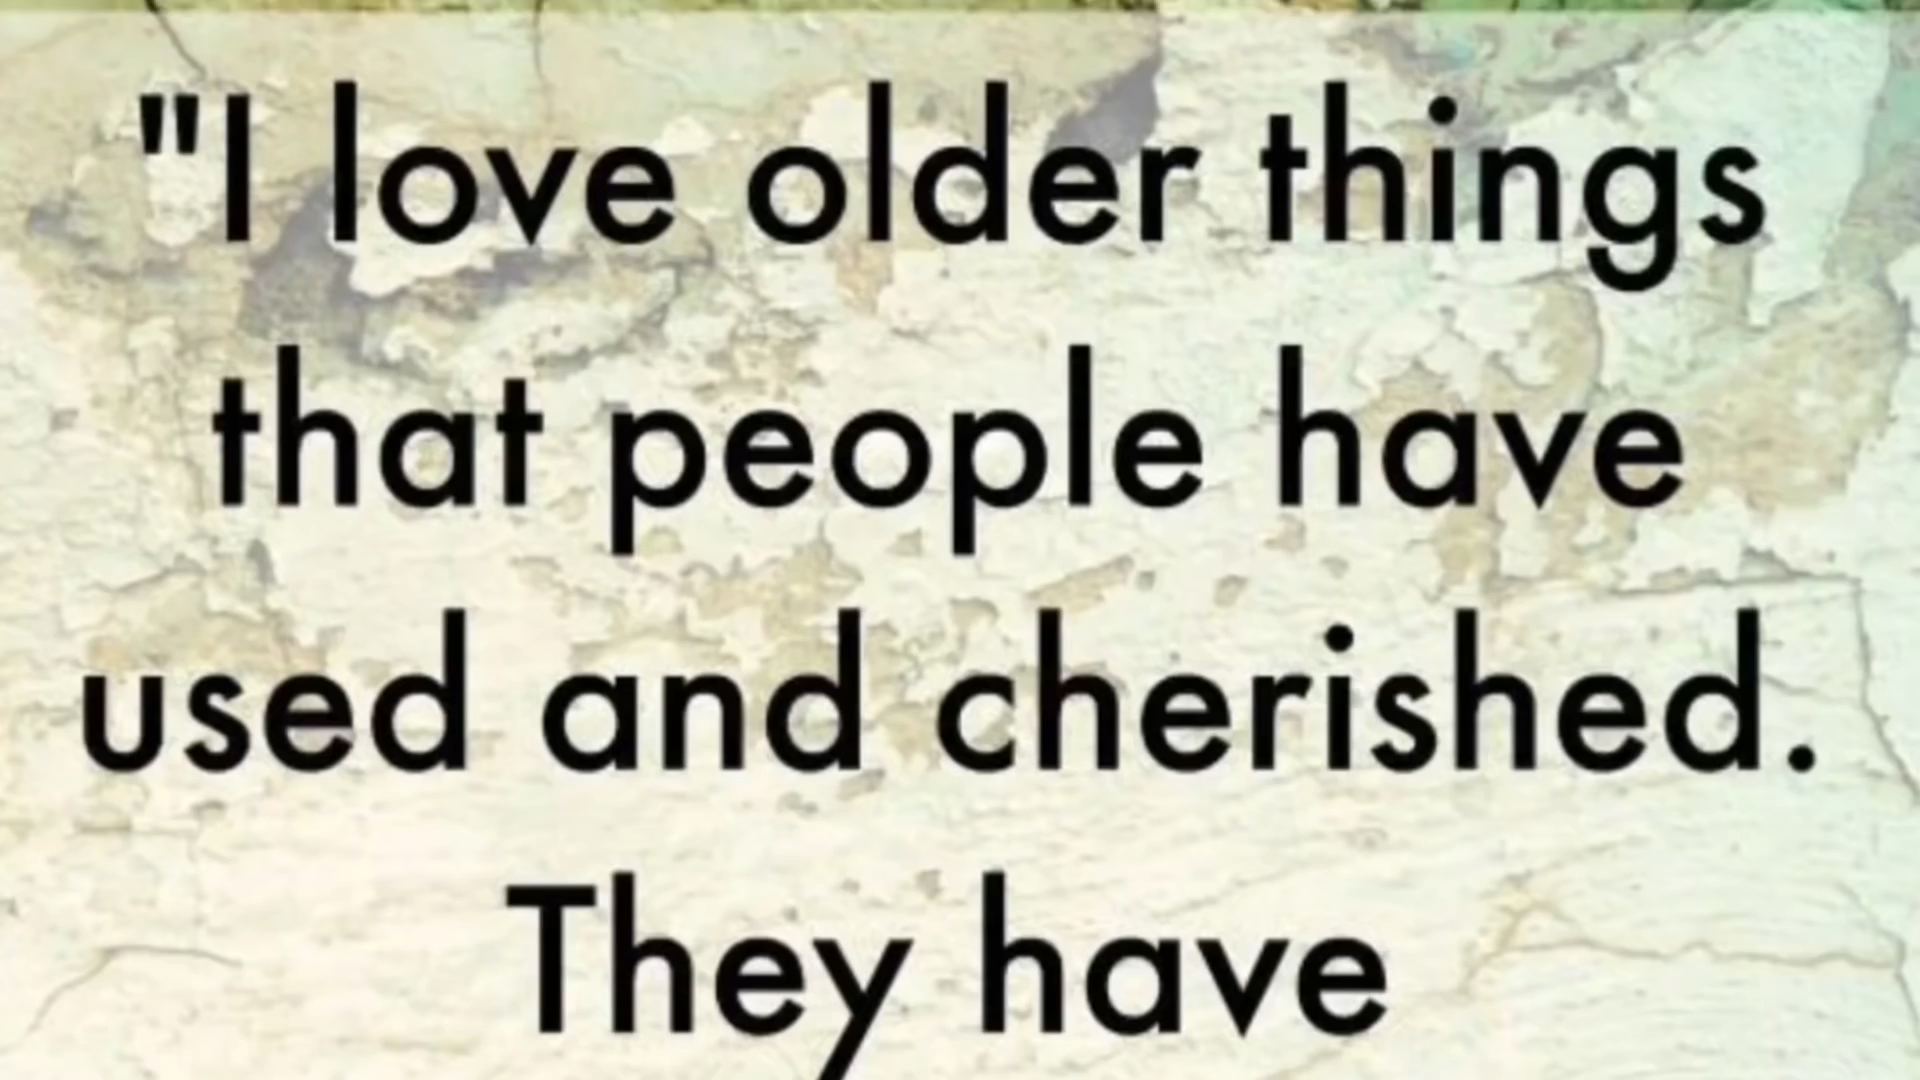 "I love older things
that people have
used and cherished.
They have